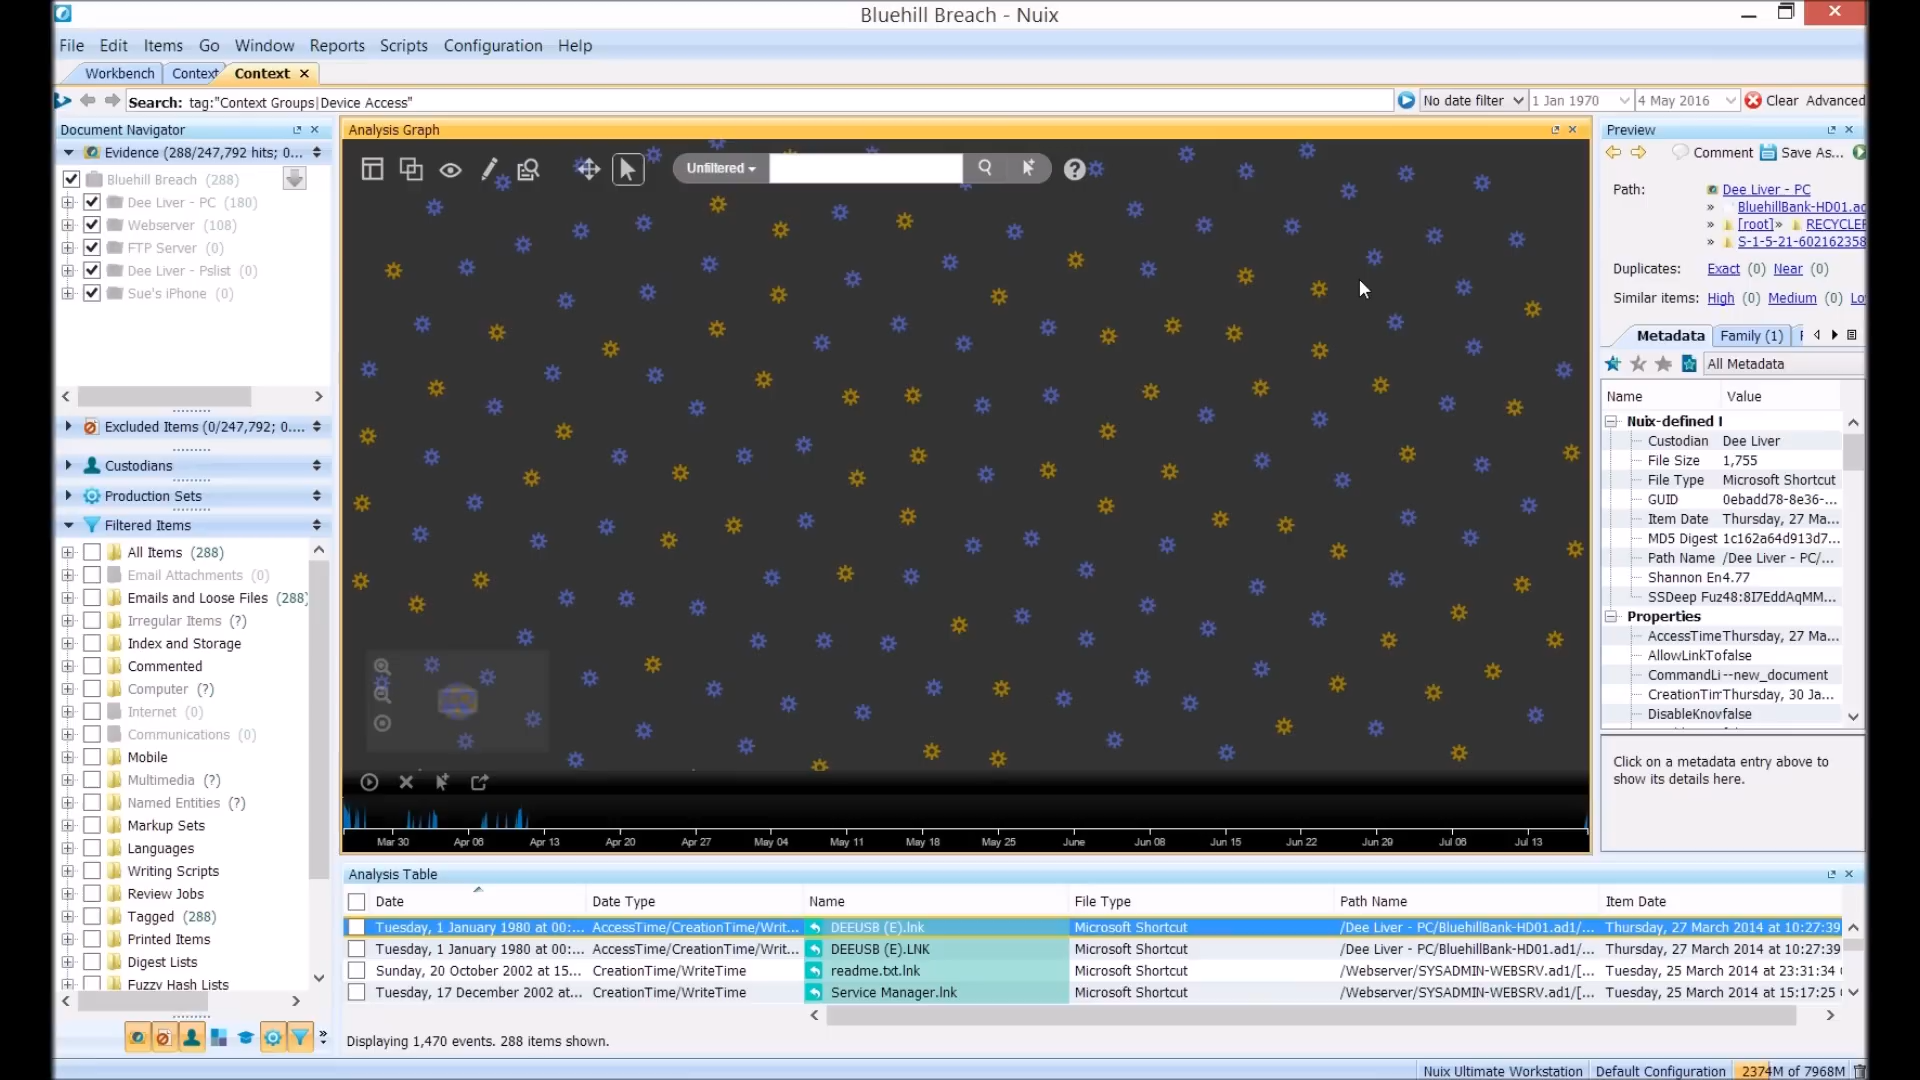 Bluehill Breach - Nuix
File Edit Items Go Window Reports Scripts Configuration Help
Workbench Context Context
Search: tag:"Context Groups|Device Access" No date filter 1 Jan 1970 4 May 2016 Clear Advanced
Document Navigator
Evidence (288/247,792 hits; 0...
Bluehill Breach (288)
Dee Liver - PC (180)
Webserver (108)
FTP Server (0)
Dee Liver - Pslist (0)
Sue's iPhone (0)
Excluded Items (0/247,792; 0....
Custodians
Production Sets
Filtered Items
All Items (288)
Email Attachments (0)
Emails and Loose Files (288)
Irregular Items (?)
Index and Storage
Commented
Computer (?)
Internet (0)
Communications (0)
Mobile
Multimedia (?)
Named Entities (?)
Markup Sets
Languages
Writing Scripts
Review Jobs
Tagged (288)
Printed Items
Digest Lists
Fuzzy Hash Lists
Analysis Graph
Unfiltered
Mar 30 Apr 06 Apr 13 Apr 20 Apr 27 May 04 May 11 May 18 May 25 June Jun 08 Jun 15 Jun 22 Jun 29 Jul 06 Jul 13
Analysis Table
Date Date Type Name File Type Path Name Item Date
Tuesday, 1 January 1980 at 00:... AccessTime/CreationTime/Writ... DEEUSB (E).lnk Microsoft Shortcut /Dee Liver - PC/BluehillBank-HD01.ad1/... Thursday, 27 March 2014 at 10:27:39
Tuesday, 1 January 1980 at 00:... AccessTime/CreationTime/Writ... DEEUSB (E).LNK Microsoft Shortcut /Dee Liver - PC/BluehillBank-HD01.ad1/... Thursday, 27 March 2014 at 10:27:39
Sunday, 20 October 2002 at 15... CreationTime/WriteTime readme.txt.lnk Microsoft Shortcut /Webserver/SYSADMIN-WEBSRV.ad1/[... Tuesday, 25 March 2014 at 23:31:34
Tuesday, 17 December 2002 at... CreationTime/WriteTime Service Manager.lnk Microsoft Shortcut /Webserver/SYSADMIN-WEBSRV.ad1/[... Tuesday, 25 March 2014 at 15:17:25
Displaying 1,470 events. 288 items shown.
Preview
Comment Save As...
Path: Dee Liver - PC
» BluehillBank-HD01.ad
» [root]» RECYCLER
» S-1-5-21-602162358
Duplicates: Exact (0) Near (0)
Similar items: High (0) Medium (0) Lo
Metadata Family (1)
All Metadata
Name Value
Nuix-defined
Custodian Dee Liver
File Size 1,755
File Type Microsoft Shortcut
GUID 0ebadd78-8e36-...
Item Date Thursday, 27 Ma...
MD5 Digest 1c162a64d913d7...
Path Name /Dee Liver - PC/...
Shannon En4.77
SSDeep Fuz48:8I7EddAqMM...
Properties
AccessTimeThursday, 27 Ma...
AllowLinkTofalse
CommandLi--new_document
CreationTimThursday, 30 Ja...
DisableKnovfalse
Click on a metadata entry above to
show its details here.
Nuix Ultimate Workstation Default Configuration 2374M of 7968M